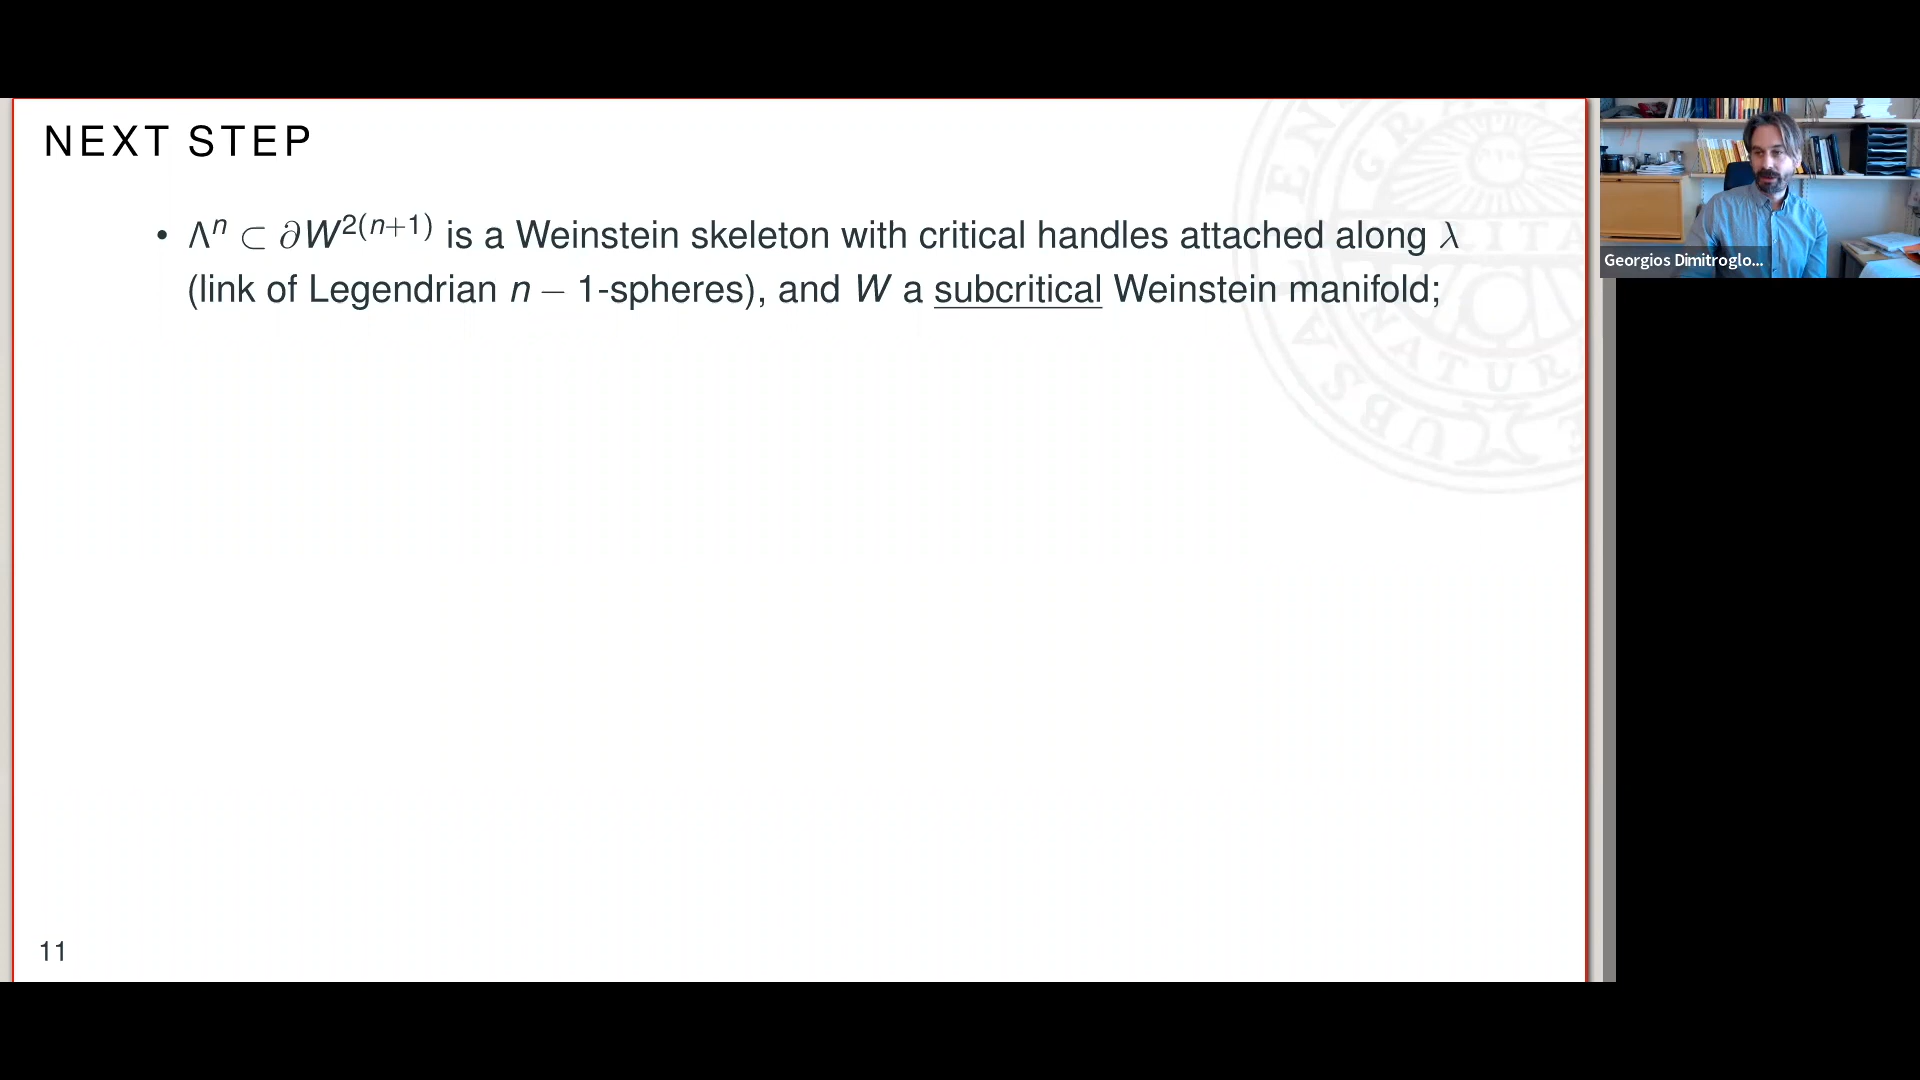 NEXT STEP
• Λⁿ ⊂ ∂W²⁽ⁿ⁺¹⁾ is a Weinstein skeleton with critical handles attached along λ
(link of Legendrian n − 1-spheres), and W a subcritical Weinstein manifold;
Georgios Dimitroglo...
11